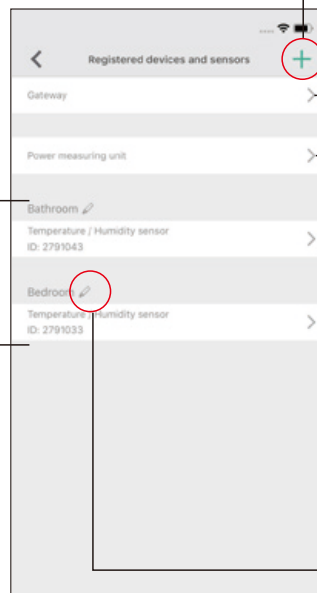 Registered devices and sensors
Gateway
Power measuring unit
Bathroom
Temperature / Humidity sensor
ID: 2791043
Bedroom
Temperature / Humidity sensor
ID: 2791033